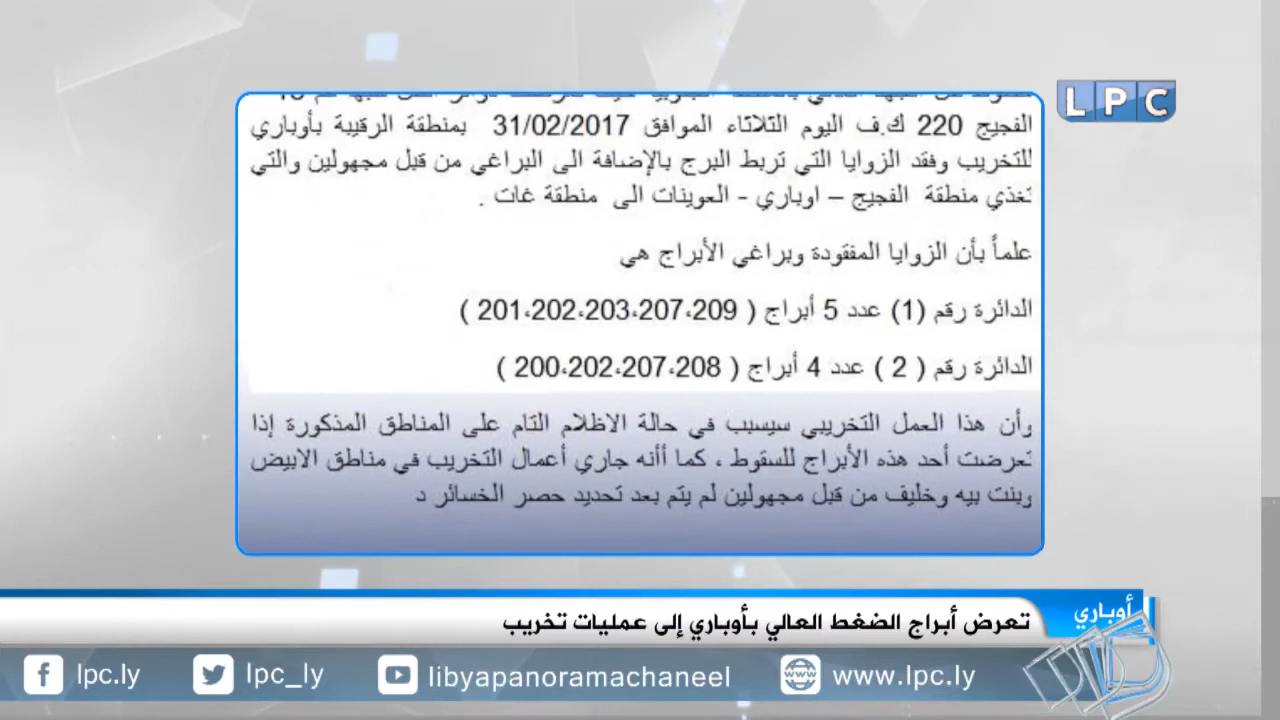 LPC
الفجيج 220 ك.ف اليوم الثلاثاء الموافق 31/02/2017 بمنطقة الرقيبة بأوباري
للتخريب وفقد الزوايا التي تربط البرج بالإضافة الى البراغي من قبل مجهولين والتي
تغذي منطقة الفجيج – اوباري - العوينات الى منطقة غات .
علماً بأن الزوايا المفقودة وبراغي الأبراج هي
الدائرة رقم (1) عدد 5 أبراج ( 201،202،203،207،209 )
الدائرة رقم ( 2 ) عدد 4 أبراج ( 200،202،207،208 )
وأن هذا العمل التخريبي سيسبب في حالة الاظلام التام على المناطق المذكورة إذا
تعرضت أحد هذه الأبراج للسقوط ، كما أأنه جاري أعمال التخريب في مناطق الابيض
وبنت بيه وخليف من قبل مجهولين لم يتم بعد تحديد حصر الخسائر د
أوباري
تعرض أبراج الضغط العالي بأوباري إلى عمليات تخريب
lpc.ly lpc_ly libyapanoramachaneel www.lpc.ly